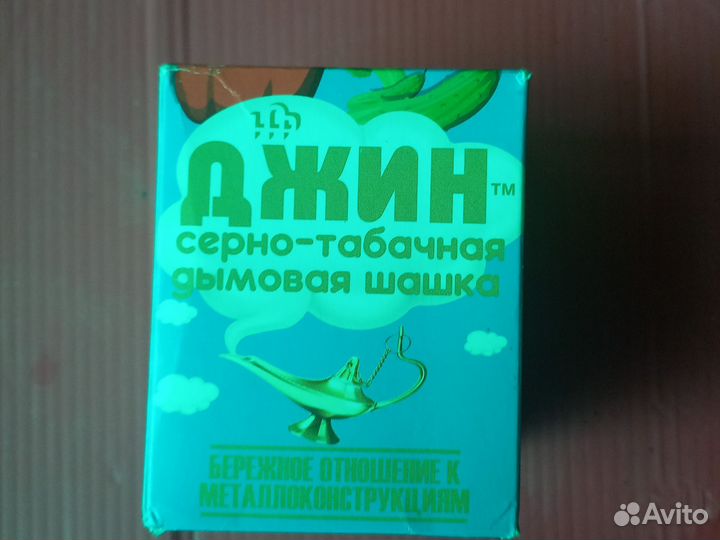 ДЖИН™
серно-табачная
дымовая шашка
БЕРЕЖНОЕ ОТНОШЕНИЕ К
МЕТАЛЛОКОНСТРУКЦИЯМ
Avito